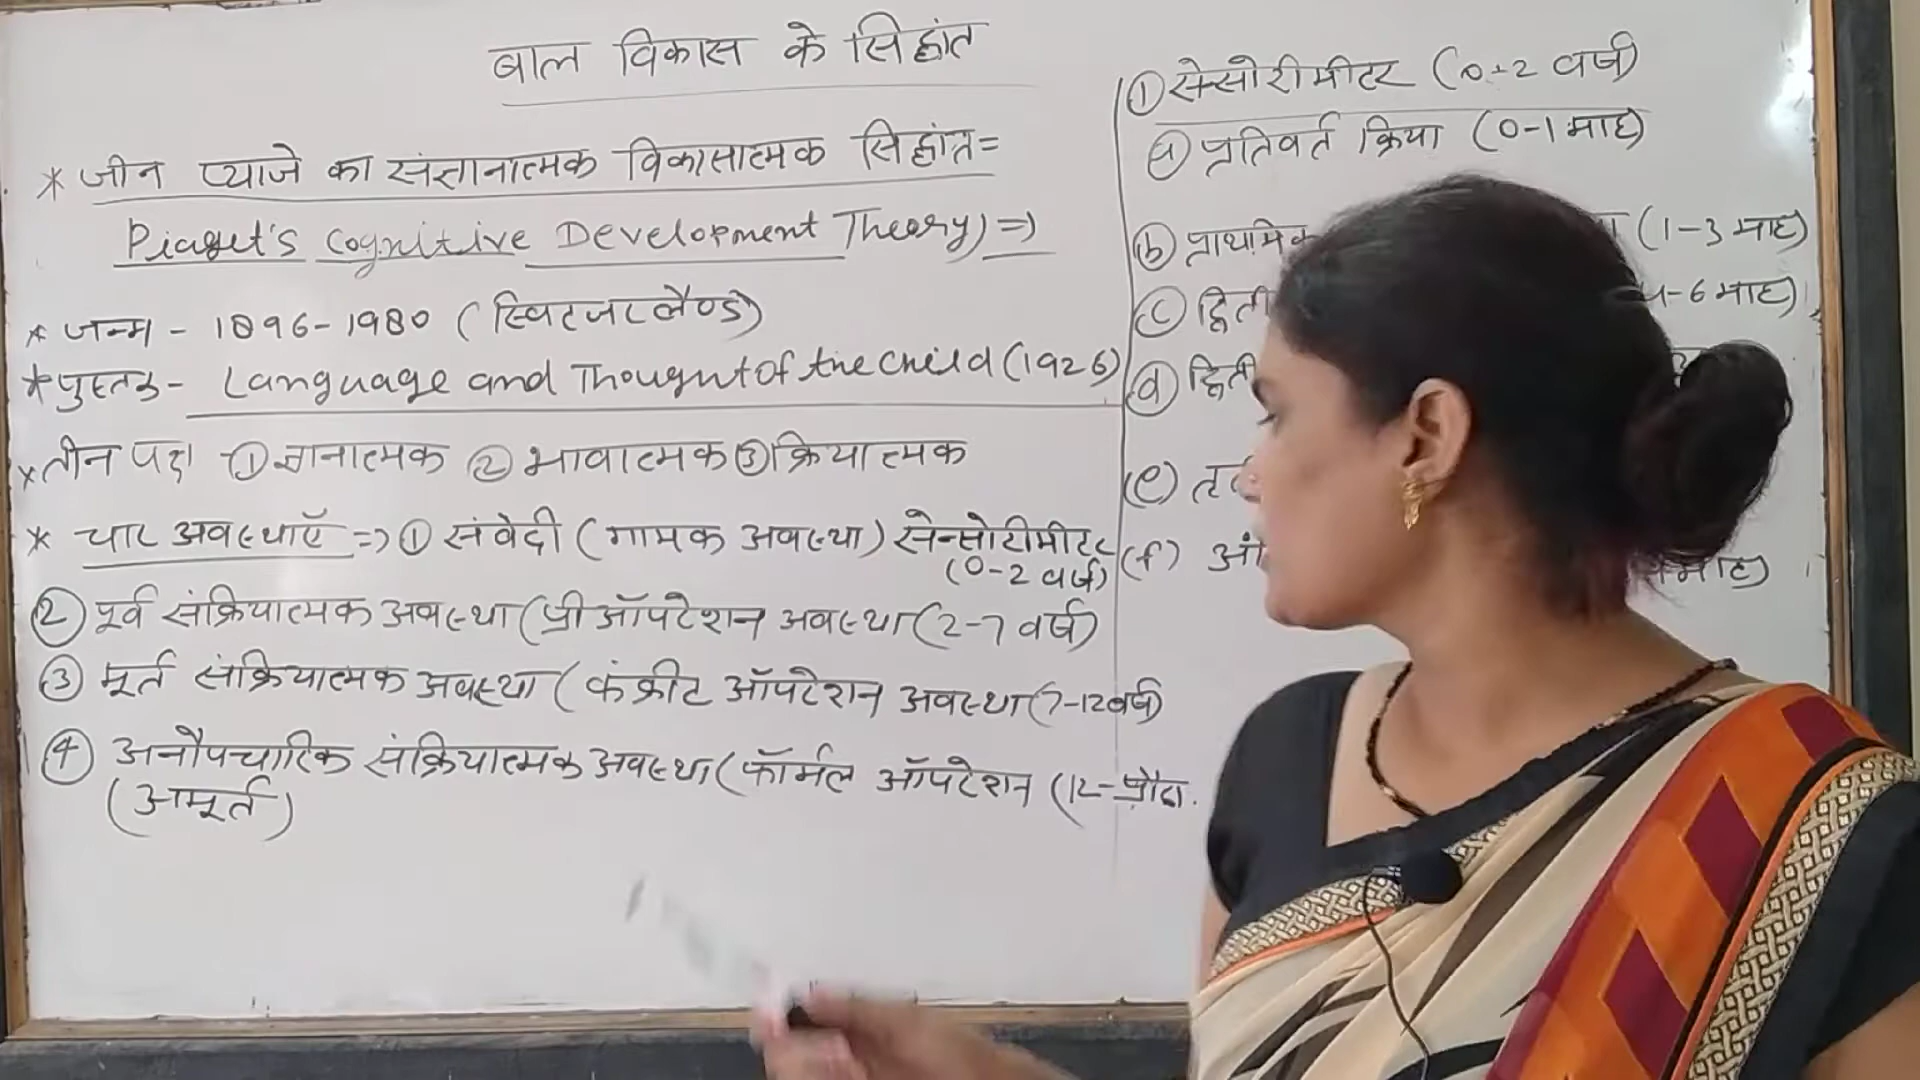 बाल विकास के सिद्धांत
* जीन प्याजे का संज्ञानात्मक विकासात्मक सिद्धांत=
Piaget's Cognitive Development Theory) =>
* जन्म - 1896-1980 (स्विटजरलैण्ड)
* पुस्तक - Language and Thought of the Child (1926)
* तीन पक्ष ① ज्ञानात्मक ② भावात्मक ③ क्रियात्मक
* चार अवस्थाएँ => ① संवेदी (गामक अवस्था) सेन्सोरीमीटर
(0-2 वर्ष)
② पूर्व संक्रियात्मक अवस्था (प्री ऑपरेशन अवस्था (2-7 वर्ष)
③ मूर्त संक्रियात्मक अवस्था (कंक्रीट ऑपरेशन अवस्था (7-12 वर्ष)
④ अनौपचारिक संक्रियात्मक अवस्था (फॉर्मल ऑपरेशन (12-प्रौढा.
(अमूर्त)
① सेन्सोरीमीटर (0-2 वर्ष)
ⓐ प्रतिवर्त क्रिया (0-1 माह)
ⓑ प्राथमिक (1-3 माह)
ⓒ द्विती 4-6 माह)
ⓓ द्विती
(e)
(f) माह)